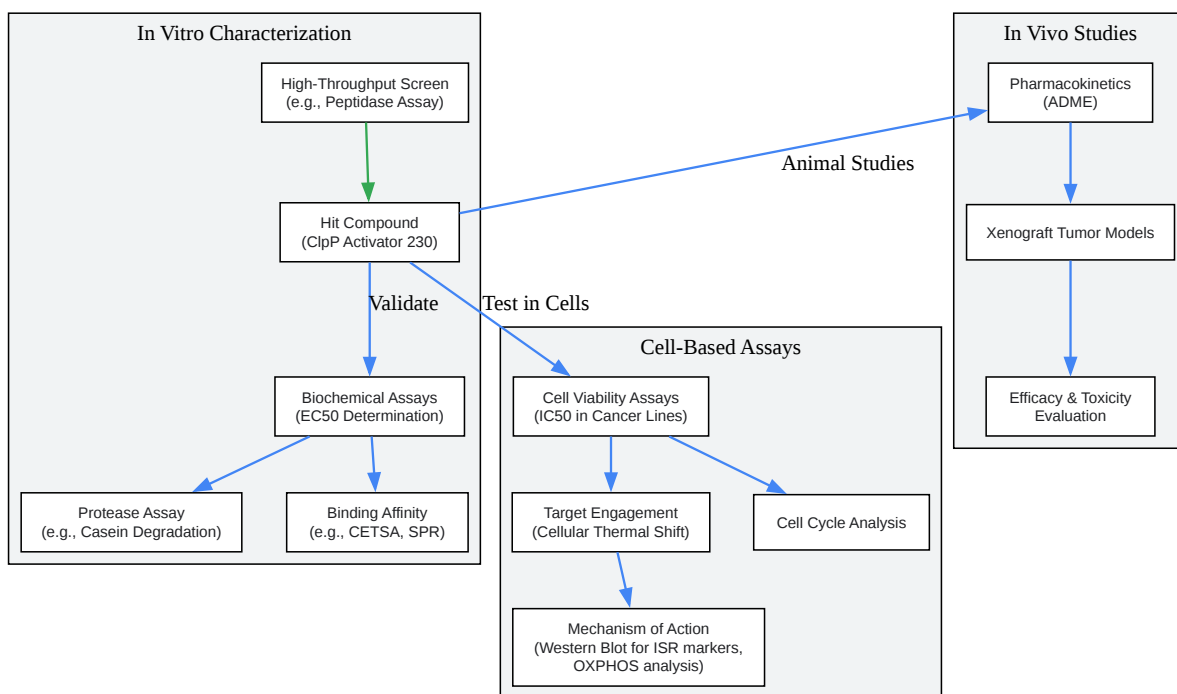 In Vitro Characterization
High-Throughput Screen
(e.g., Peptidase Assay)
Hit Compound
(ClpP Activator 230)
Validate
Biochemical Assays
(EC50 Determination)
Protease Assay
(e.g., Casein Degradation)
Binding Affinity
(e.g., CETSA, SPR)
Test in Cells
Cell-Based Assays
Cell Viability Assays
(IC50 in Cancer Lines)
Target Engagement
(Cellular Thermal Shift)
Cell Cycle Analysis
Mechanism of Action
(Western Blot for ISR markers,
OXPHOS analysis)
Animal Studies
In Vivo Studies
Pharmacokinetics
(ADME)
Xenograft Tumor Models
Efficacy & Toxicity
Evaluation